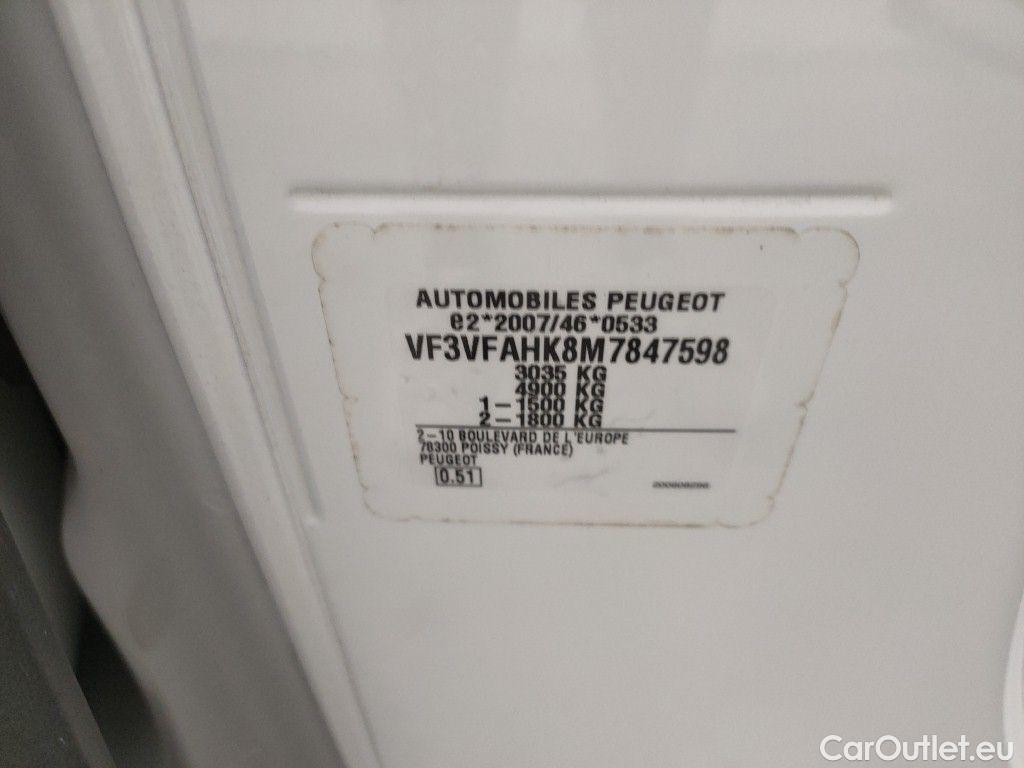 AUTOMOBILES PEUGEOT
e2*2007/46*0533
VF3VFAHK8M7847598
3035 KG
4900 KG
1-1500 KG
2-1800 KG
2-10 BOULEVARD DE L'EUROPE
78300 POISSY (FRANCE)
PEUGEOT
0.51
CarOutlet.eu